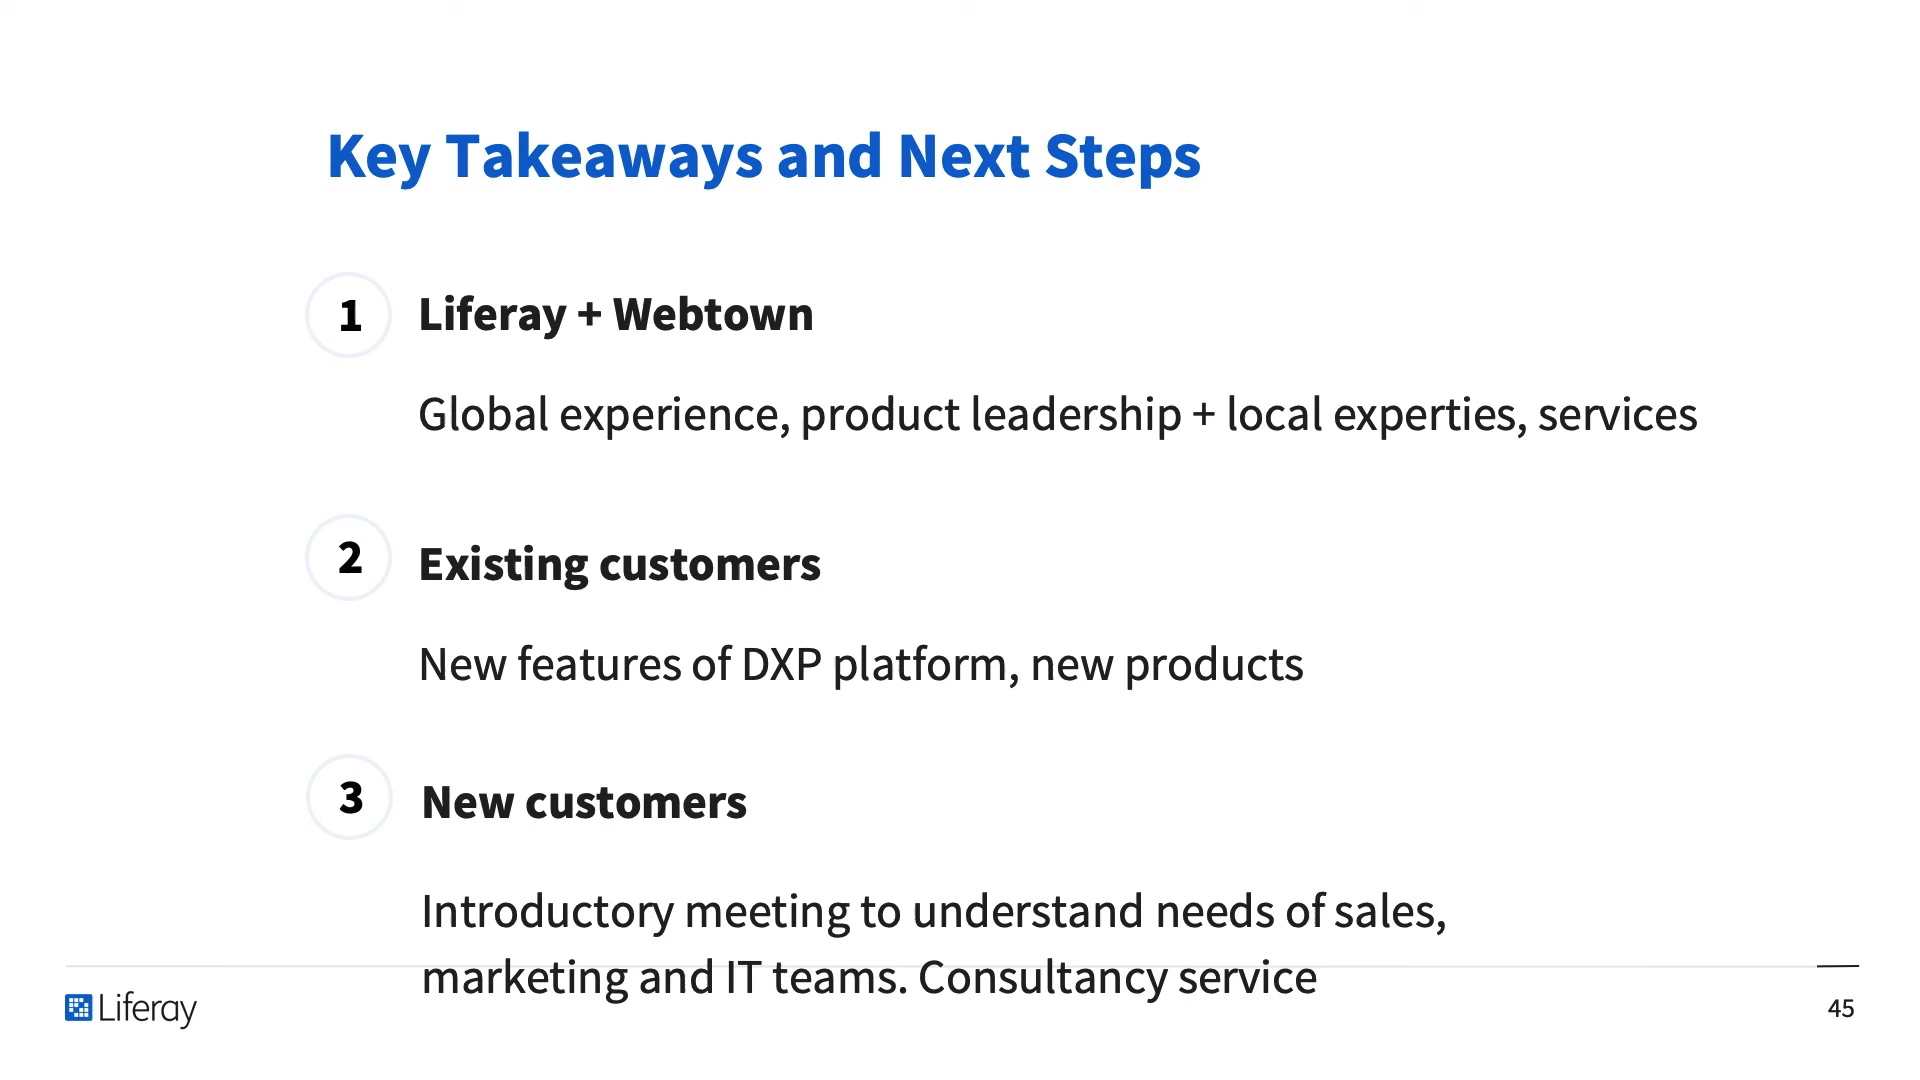 Key Takeaways and Next Steps
1
Liferay + Webtown
Global experience, product leadership + local experties, services
2
Existing customers
New features of DXP platform, new products
3
New customers
Introductory meeting to understand needs of sales,
marketing and IT teams. Consultancy service
Liferay
45